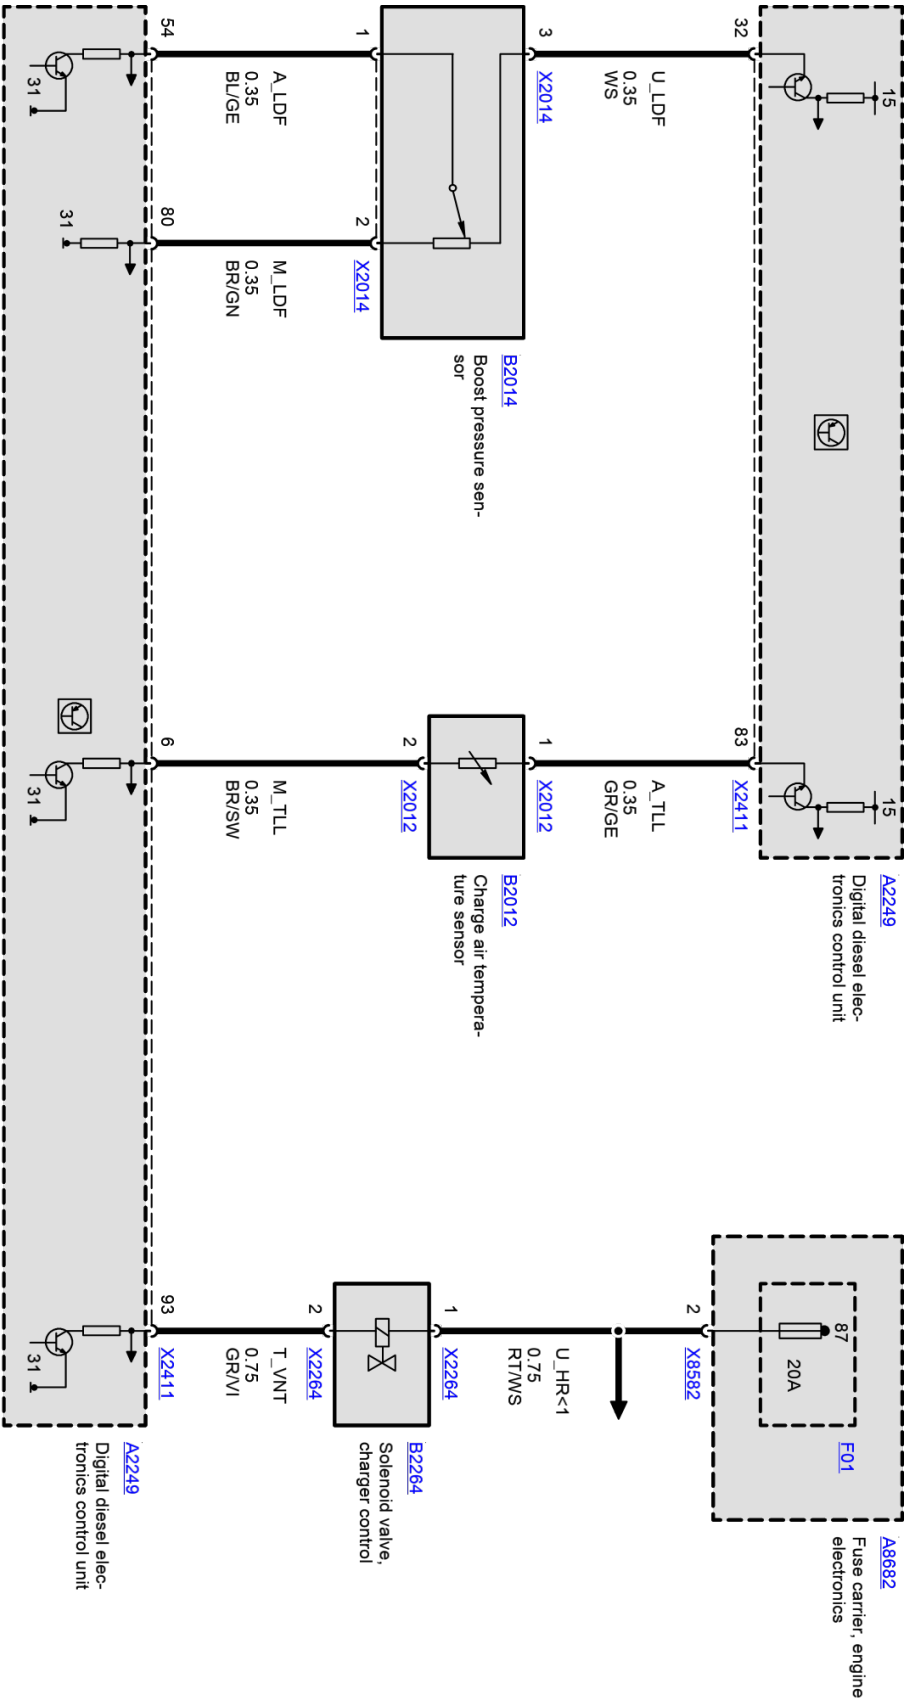 15
32
U_LDF
0.35
WS
3
X2014
1
A_LDF
0.35
BL/GE
54
31
2
X2014
M_LDF
0.35
BR/GN
80
31
B2014
Boost pressure sen-
sor
15
83
X2411
A_TLL
0.35
GR/GE
1
X2012
2
X2012
M_TLL
0.35
BR/SW
6
31
A2249
Digital diesel elec-
tronics control unit
B2012
Charge air tempera-
ture sensor
87
20A
F01
2
X8582
U_HR<1
0.75
RT/WS
1
X2264
2
X2264
T_VNT
0.75
GR/VI
93
X2411
31
A8682
Fuse carrier, engine
electronics
B2264
Solenoid valve,
charger control
A2249
Digital diesel elec-
tronics control unit